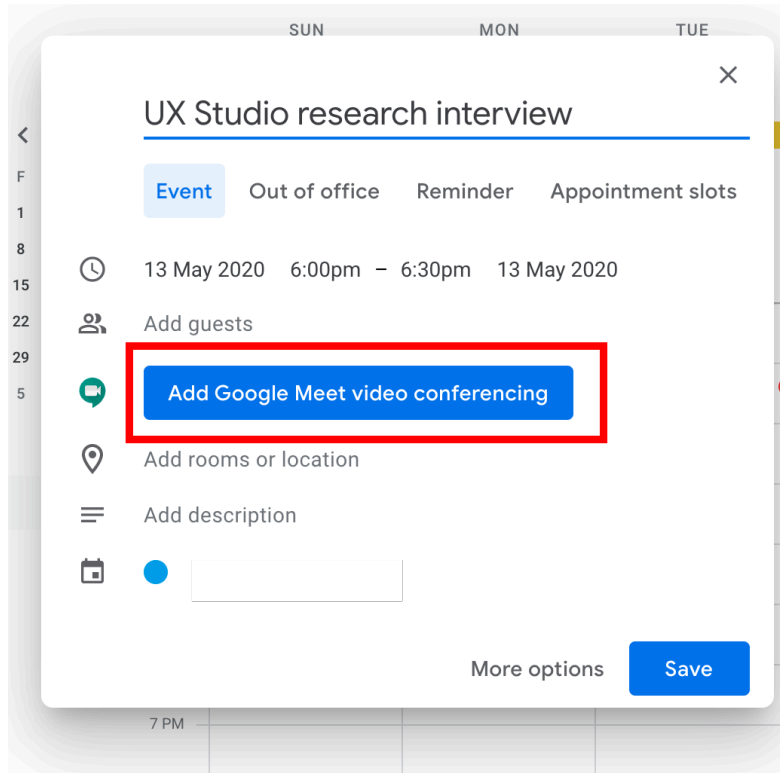 SUN MON TUE
UX Studio research interview
Event Out of office Reminder Appointment slots
F
1
8
15
22
29
5
13 May 2020 6:00pm – 6:30pm 13 May 2020
Add guests
Add Google Meet video conferencing
Add rooms or location
Add description
More options Save
7 PM